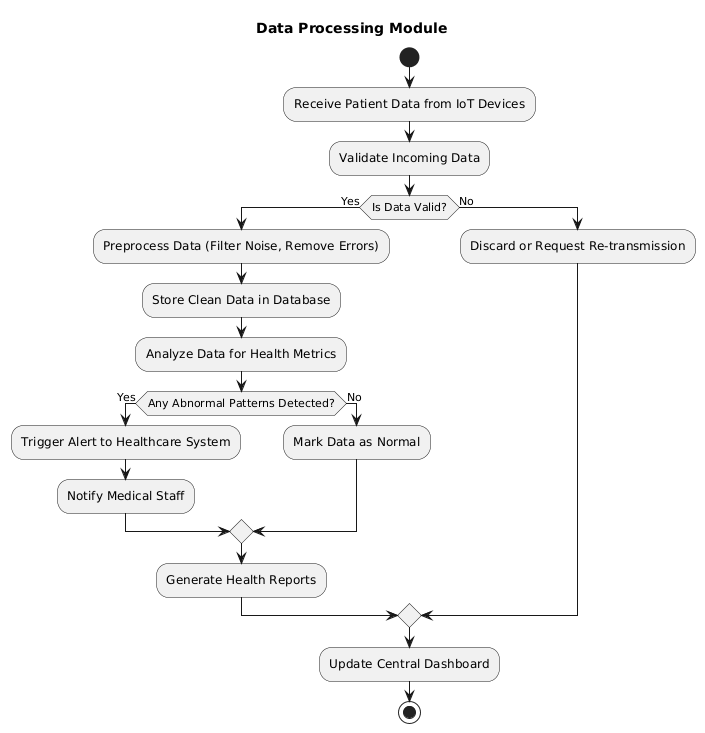 Data Processing Module
Receive Patient Data from IoT Devices
Validate Incoming Data
Yes
Is Data Valid?
No
Preprocess Data (Filter Noise, Remove Errors)
Discard or Request Re-transmission
Store Clean Data in Database
Analyze Data for Health Metrics
Yes
Any Abnormal Patterns Detected?
No
Trigger Alert to Healthcare System
Mark Data as Normal
Notify Medical Staff
Generate Health Reports
Update Central Dashboard